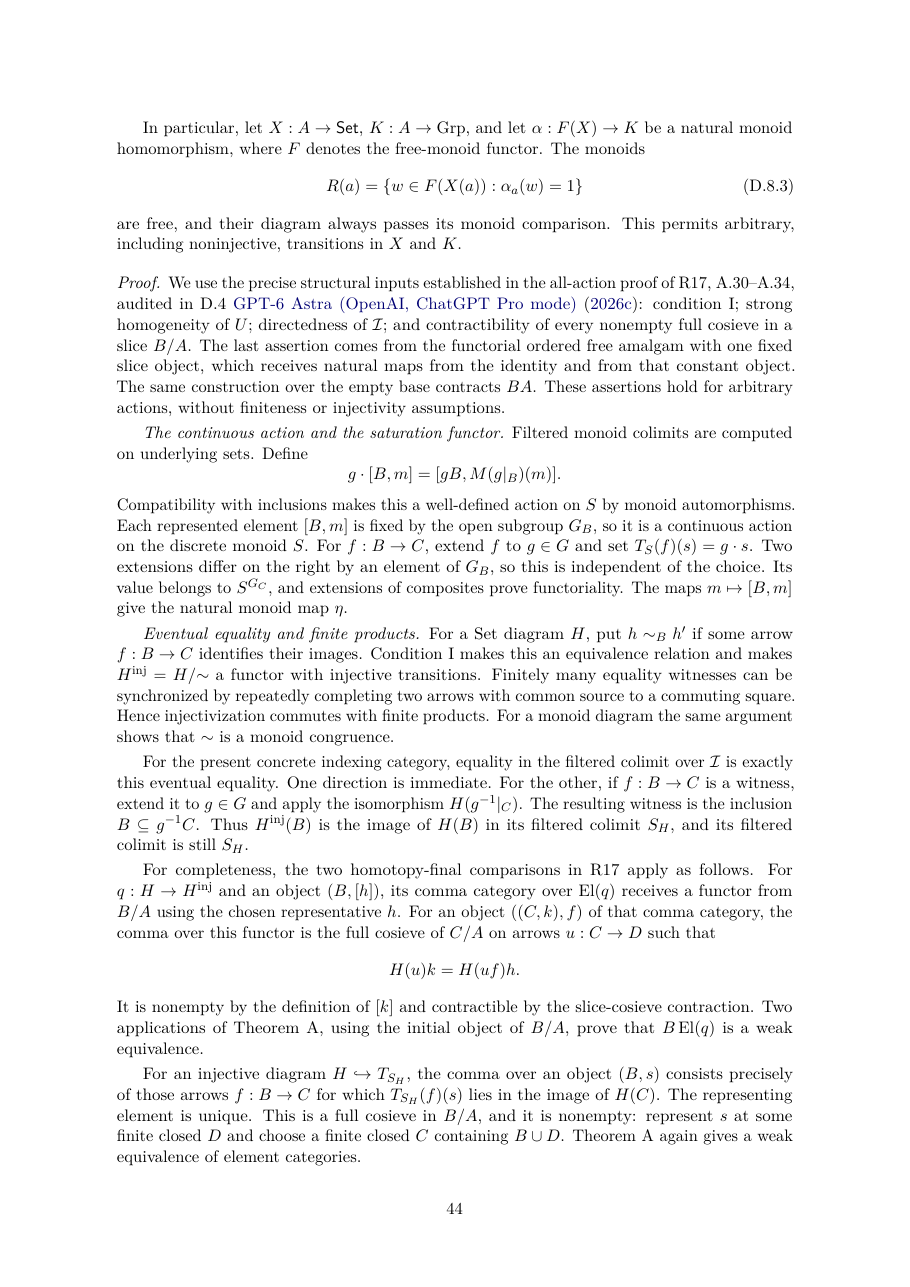 In particular, let X : A → Set, K : A → Grp, and let α : F(X) → K be a natural monoid
homomorphism, where F denotes the free-monoid functor. The monoids
R(a) = {w ∈ F(X(a)) : αₐ(w) = 1} (D.8.3)
are free, and their diagram always passes its monoid comparison. This permits arbitrary,
including noninjective, transitions in X and K.
Proof. We use the precise structural inputs established in the all-action proof of R17, A.30–A.34,
audited in D.4 GPT-6 Astra (OpenAI, ChatGPT Pro mode) (2026c): condition I; strong
homogeneity of U; directedness of ℐ; and contractibility of every nonempty full cosieve in a
slice B/A. The last assertion comes from the functorial ordered free amalgam with one fixed
slice object, which receives natural maps from the identity and from that constant object.
The same construction over the empty base contracts BA. These assertions hold for arbitrary
actions, without finiteness or injectivity assumptions.
The continuous action and the saturation functor. Filtered monoid colimits are computed
on underlying sets. Define
g · [B, m] = [gB, M(g|_B)(m)].
Compatibility with inclusions makes this a well-defined action on S by monoid automorphisms.
Each represented element [B, m] is fixed by the open subgroup G_B, so it is a continuous action
on the discrete monoid S. For f : B → C, extend f to g ∈ G and set T_S(f)(s) = g · s. Two
extensions differ on the right by an element of G_B, so this is independent of the choice. Its
value belongs to S^{G_C}, and extensions of composites prove functoriality. The maps m ↦ [B, m]
give the natural monoid map η.
Eventual equality and finite products. For a Set diagram H, put h ∼_B h′ if some arrow
f : B → C identifies their images. Condition I makes this an equivalence relation and makes
H^{inj} = H/∼ a functor with injective transitions. Finitely many equality witnesses can be
synchronized by repeatedly completing two arrows with common source to a commuting square.
Hence injectivization commutes with finite products. For a monoid diagram the same argument
shows that ∼ is a monoid congruence.
For the present concrete indexing category, equality in the filtered colimit over ℐ is exactly
this eventual equality. One direction is immediate. For the other, if f : B → C is a witness,
extend it to g ∈ G and apply the isomorphism H(g⁻¹|_C). The resulting witness is the inclusion
B ⊆ g⁻¹C. Thus H^{inj}(B) is the image of H(B) in its filtered colimit S_H, and its filtered
colimit is still S_H.
For completeness, the two homotopy-final comparisons in R17 apply as follows. For
q : H → H^{inj} and an object (B, [h]), its comma category over El(q) receives a functor from
B/A using the chosen representative h. For an object ((C, k), f) of that comma category, the
comma over this functor is the full cosieve of C/A on arrows u : C → D such that
H(u)k = H(uf)h.
It is nonempty by the definition of [k] and contractible by the slice-cosieve contraction. Two
applications of Theorem A, using the initial object of B/A, prove that B El(q) is a weak
equivalence.
For an injective diagram H ↪ T_{S_H}, the comma over an object (B, s) consists precisely
of those arrows f : B → C for which T_{S_H}(f)(s) lies in the image of H(C). The representing
element is unique. This is a full cosieve in B/A, and it is nonempty: represent s at some
finite closed D and choose a finite closed C containing B ∪ D. Theorem A again gives a weak
equivalence of element categories.
44